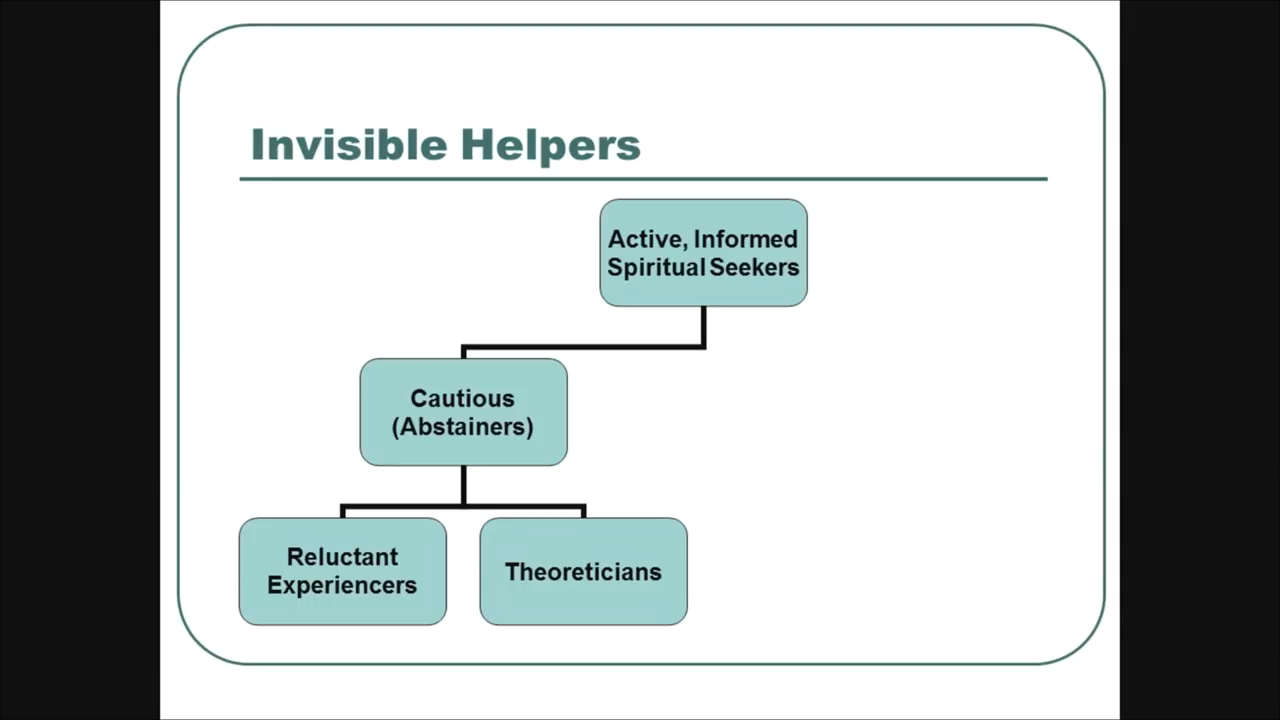 Invisible Helpers
Active, Informed
Spiritual Seekers
Cautious
(Abstainers)
Reluctant
Experiencers
Theoreticians